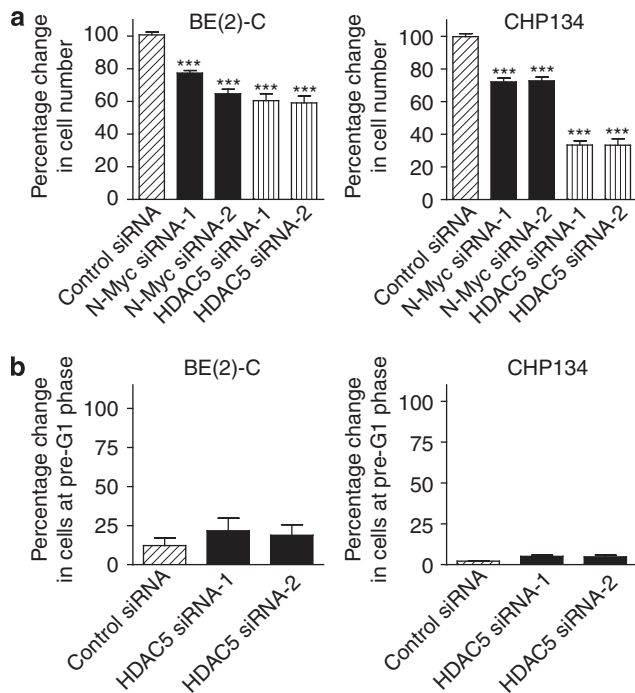 a
BE(2)-C
Percentage change
in cell number
100
80
60
40
20
0
***
***
***
***
Control siRNA
N-Myc siRNA-1
N-Myc siRNA-2
HDAC5 siRNA-1
HDAC5 siRNA-2
CHP134
Percentage change
in cell number
100
80
60
40
20
0
***
***
***
***
Control siRNA
N-Myc siRNA-1
N-Myc siRNA-2
HDAC5 siRNA-1
HDAC5 siRNA-2
b
BE(2)-C
Percentage change
in cells at pre-G1 phase
100
75
50
25
0
Control siRNA
HDAC5 siRNA-1
HDAC5 siRNA-2
CHP134
Percentage change
in cells at pre-G1 phase
100
75
50
25
0
Control siRNA
HDAC5 siRNA-1
HDAC5 siRNA-2